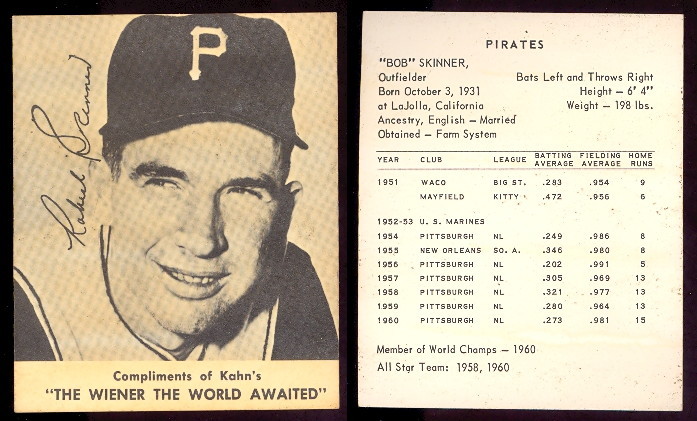 P
Robert Skinner
Compliments of Kahn's
"THE WIENER THE WORLD AWAITED"
PIRATES
"BOB" SKINNER,
Outfielder Bats Left and Throws Right
Born October 3, 1931 Height — 6' 4"
at LaJolla, California Weight — 198 lbs.
Ancestry, English — Married
Obtained — Farm System
YEAR CLUB LEAGUE BATTING AVERAGE FIELDING AVERAGE HOME RUNS
1951 WACO BIG ST. .283 .954 9
MAYFIELD KITTY .472 .956 6
1952-53 U. S. MARINES
1954 PITTSBURGH NL .249 .986 8
1955 NEW ORLEANS SO. A. .346 .980 8
1956 PITTSBURGH NL .202 .991 5
1957 PITTSBURGH NL .305 .969 13
1958 PITTSBURGH NL .321 .977 13
1959 PITTSBURGH NL .280 .964 13
1960 PITTSBURGH NL .273 .981 15
Member of World Champs — 1960
All Star Team: 1958, 1960